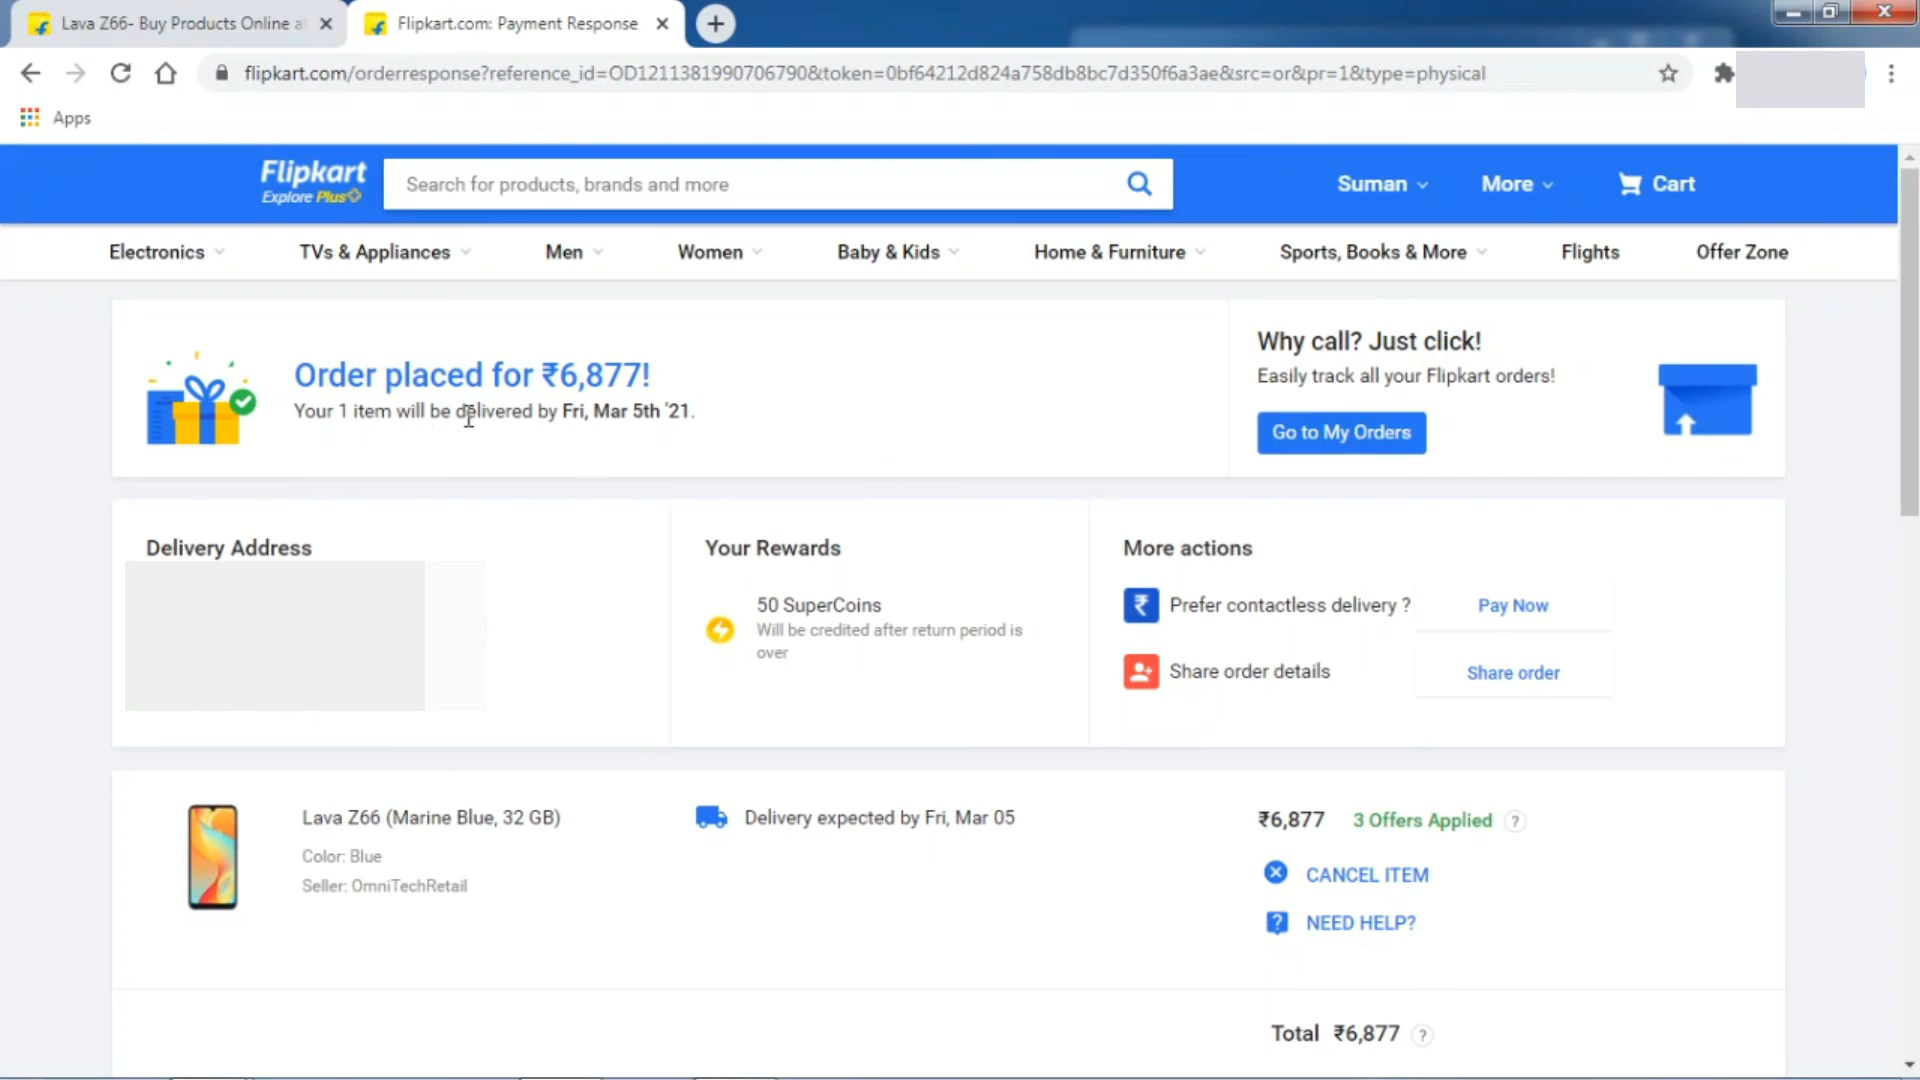 Lava Z66- Buy Products Online a
Flipkart.com: Payment Response
flipkart.com/orderresponse?reference_id=OD1211381990706790&token=0bf64212d824a758db8bc7d350f6a3ae&src=or&pr=1&type=physical
Apps
Flipkart
Explore Plus
Search for products, brands and more
Suman
More
Cart
Electronics
TVs & Appliances
Men
Women
Baby & Kids
Home & Furniture
Sports, Books & More
Flights
Offer Zone
Order placed for ₹6,877!
Your 1 item will be delivered by Fri, Mar 5th '21.
Why call? Just click!
Easily track all your Flipkart orders!
Go to My Orders
Delivery Address
Your Rewards
50 SuperCoins
Will be credited after return period is
over
More actions
Prefer contactless delivery ?
Pay Now
Share order details
Share order
Lava Z66 (Marine Blue, 32 GB)
Color: Blue
Seller: OmniTechRetail
Delivery expected by Fri, Mar 05
₹6,877
3 Offers Applied ?
CANCEL ITEM
NEED HELP?
Total ₹6,877 ?